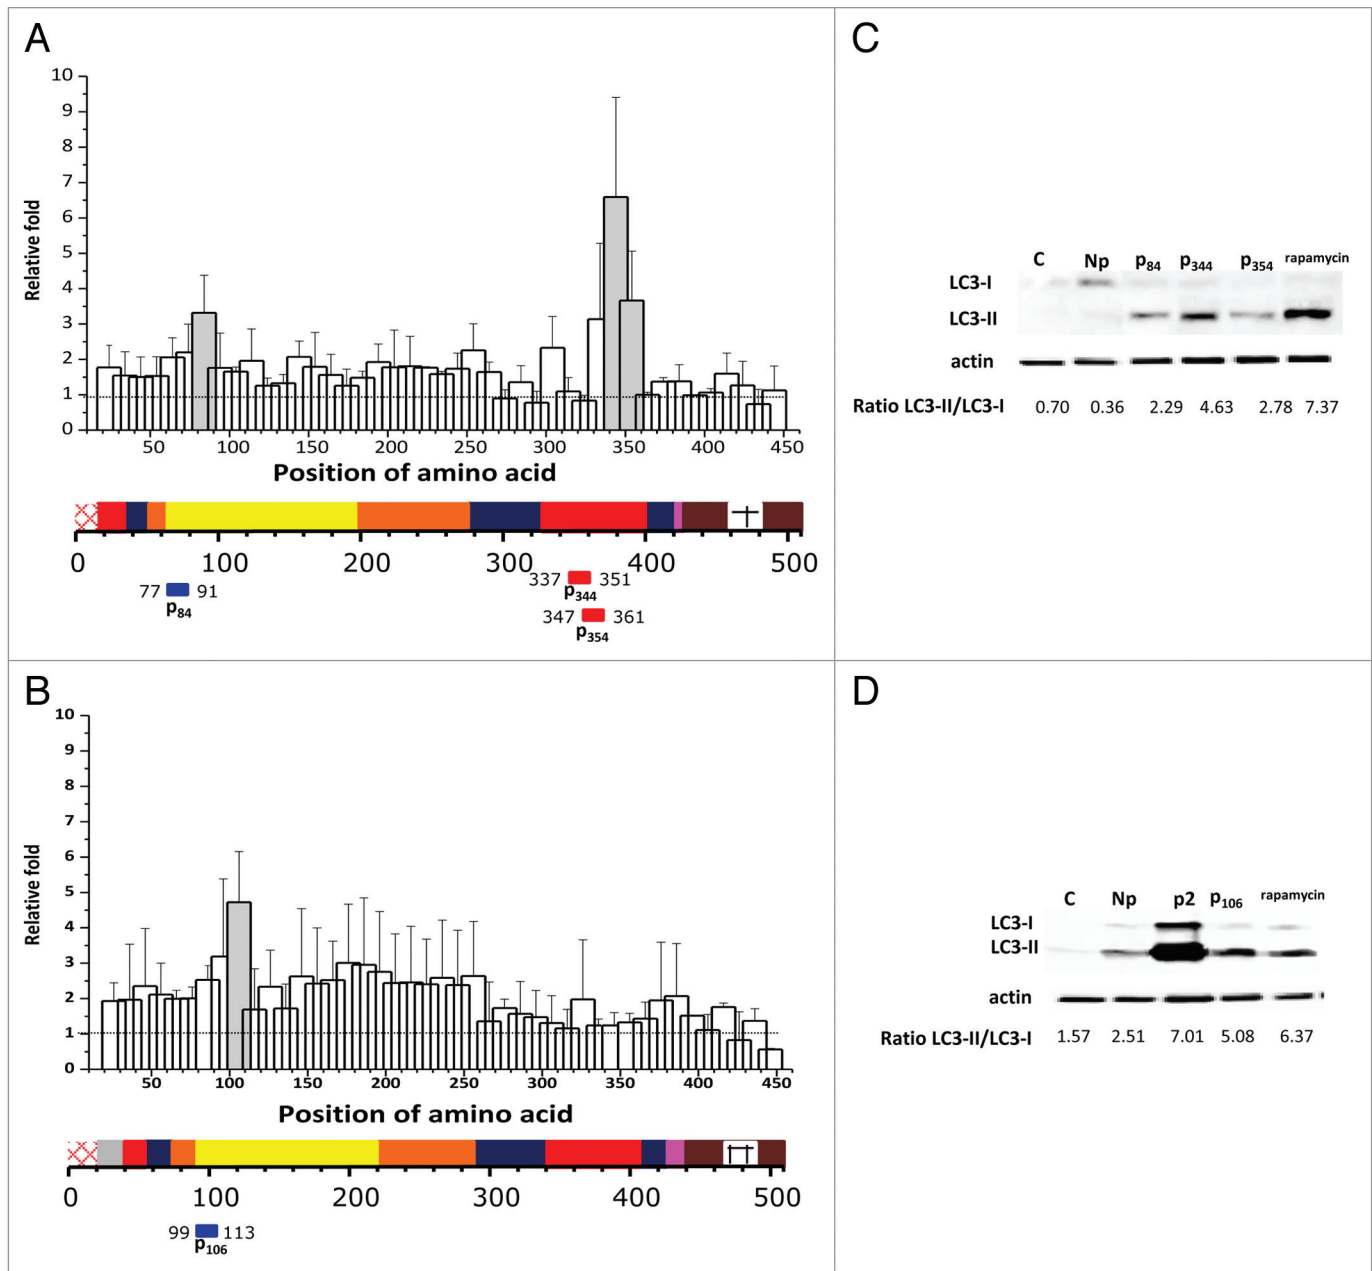 A
10
9
8
7
6
5
4
3
2
1
0
Relative fold
50 100 150 200 250 300 350 400 450
Position of amino acid
0 100 200 300 400 500
77 91
p84
337 351
p344
347 361
p354
B
10
9
8
7
6
5
4
3
2
1
0
Relative fold
50 100 150 200 250 300 350 400 450
Position of amino acid
0 100 200 300 400 500
99 113
p106
C
C Np p84 p344 p354 rapamycin
LC3-I
LC3-II
actin
Ratio LC3-II/LC3-I 0.70 0.36 2.29 4.63 2.78 7.37
D
C Np p2 p106 rapamycin
LC3-I
LC3-II
actin
Ratio LC3-II/LC3-I 1.57 2.51 7.01 5.08 6.37